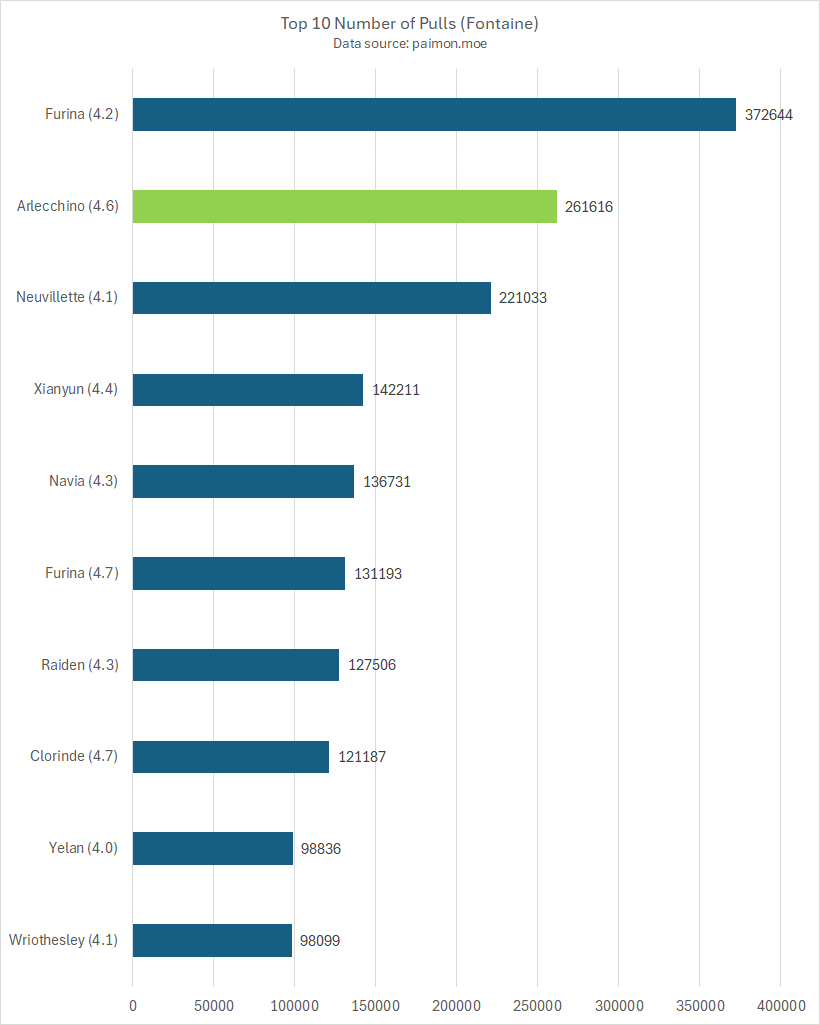 Top 10 Number of Pulls (Fontaine)
Data source: paimon.moe
Furina (4.2) 372644
Arlecchino (4.6) 261616
Neuvillette (4.1) 221033
Xianyun (4.4) 142211
Navia (4.3) 136731
Furina (4.7) 131193
Raiden (4.3) 127506
Clorinde (4.7) 121187
Yelan (4.0) 98836
Wriothesley (4.1) 98099
0 50000 100000 150000 200000 250000 300000 350000 400000